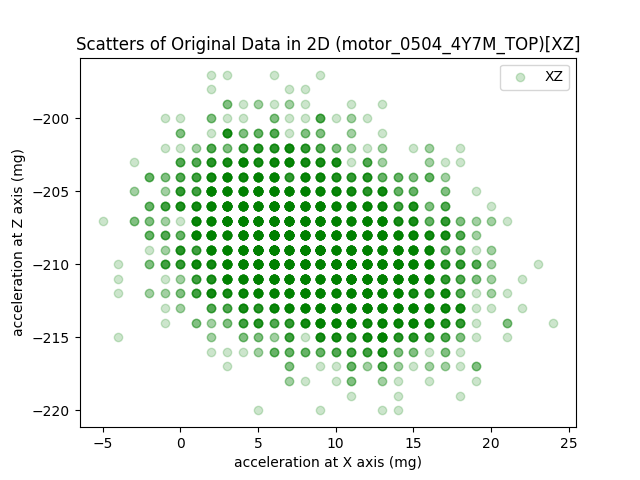 Scatters of Original Data in 2D (motor_0504_4Y7M_TOP)[XZ]
XZ
acceleration at Z axis (mg)
−200
−205
−210
−215
−220
−5 0 5 10 15 20 25
acceleration at X axis (mg)